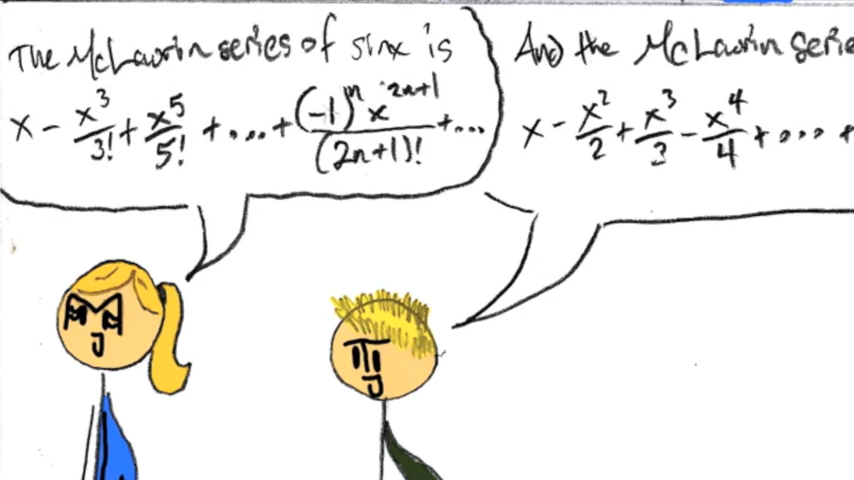 The McLaurin series of sinx is
x - x^3/3! + x^5/5! + ... + (-1)^n x^{2n+1}/(2n+1)! + ...
And the McLaurin serie
x - x^2/2 + x^3/3 - x^4/4 + ... +